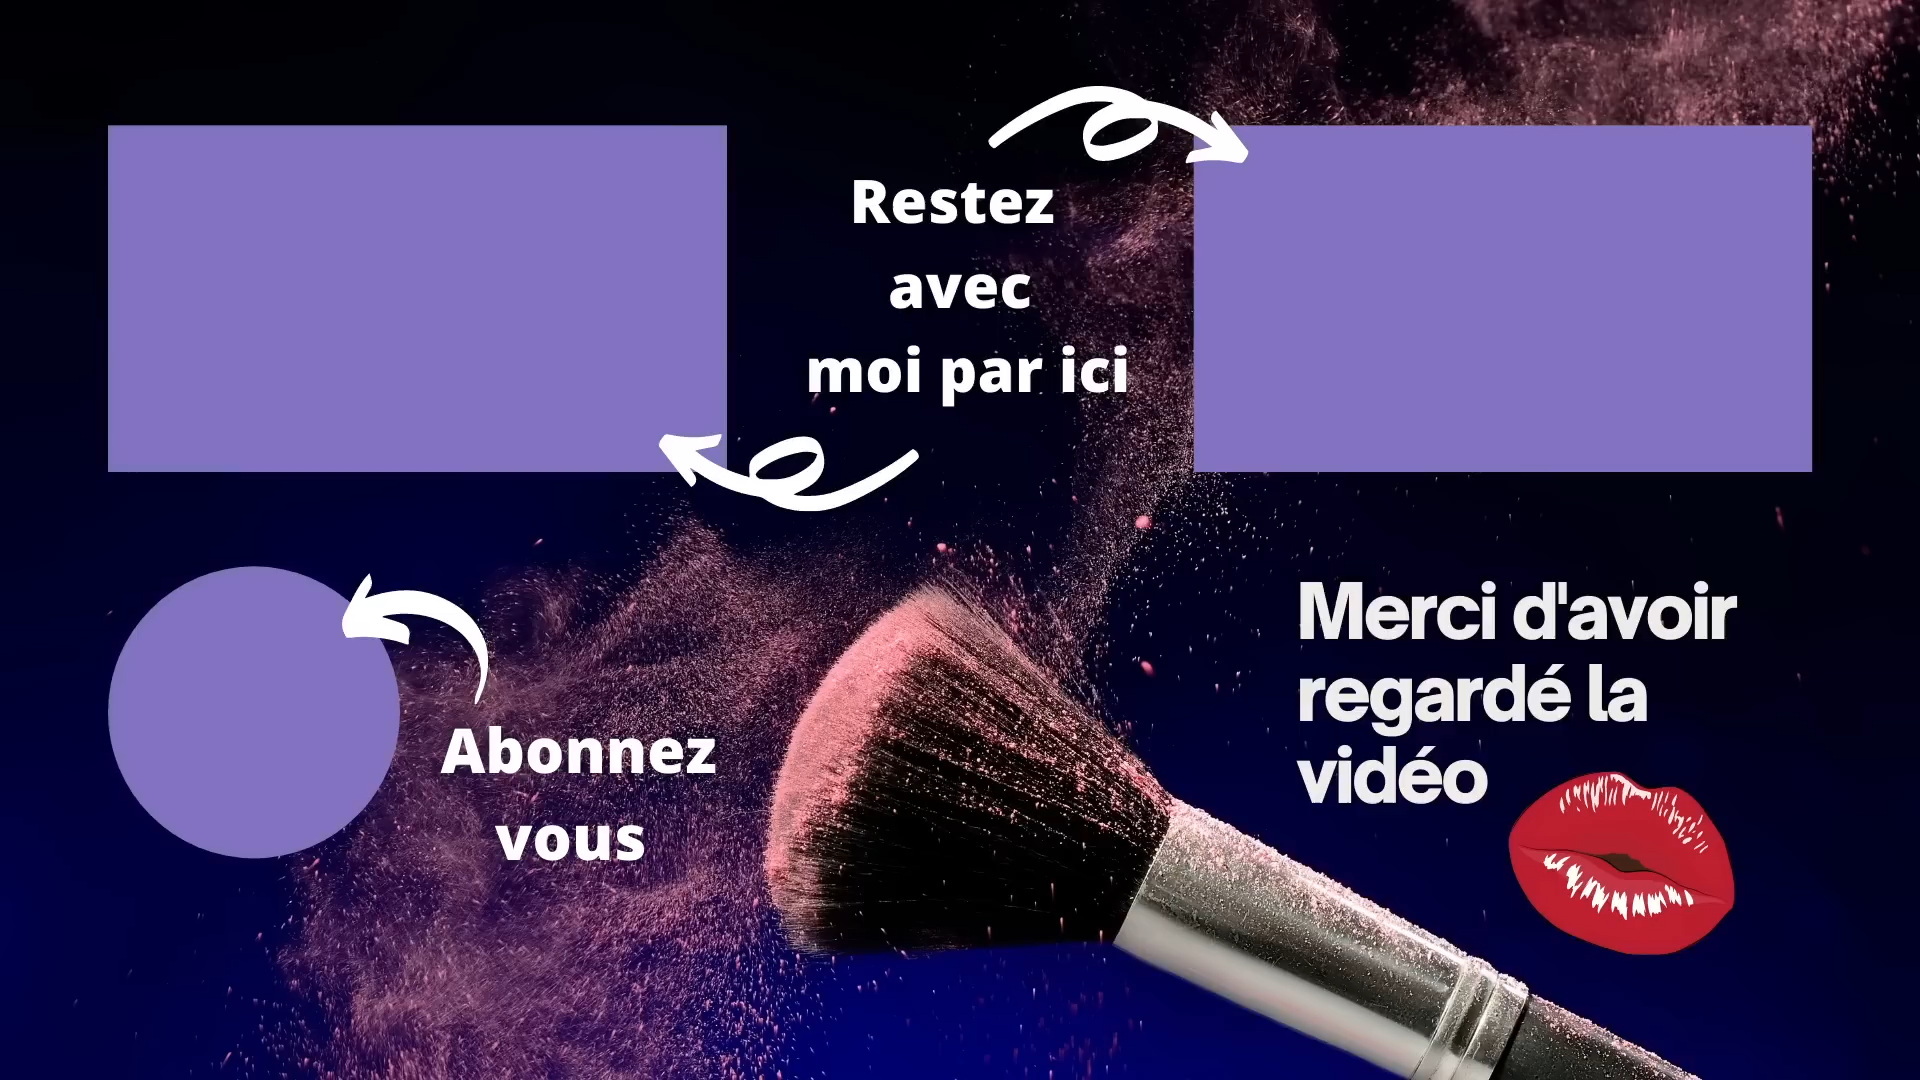 Restez
avec
moi par ici
Abonnez
vous
Merci d'avoir
regardé la
vidéo